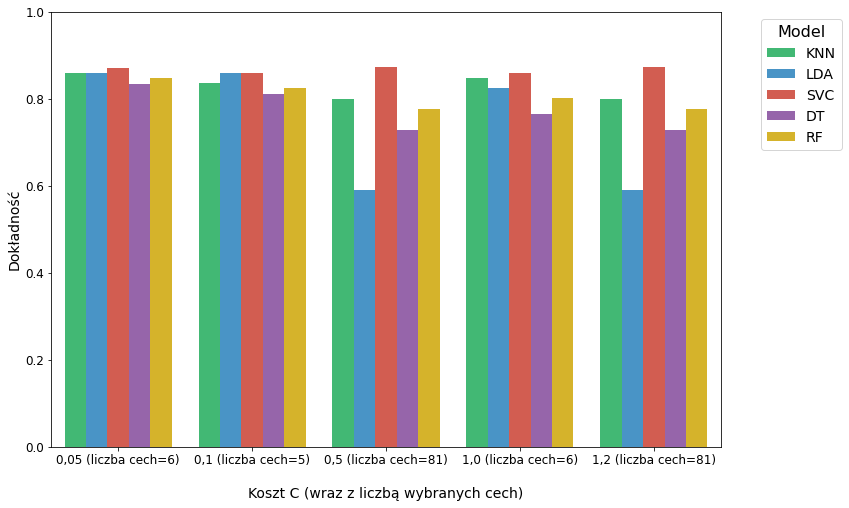 1.0
0.8
0.6
0.4
0.2
0.0
Dokładność
0,05 (liczba cech=6) 0,1 (liczba cech=5) 0,5 (liczba cech=81) 1,0 (liczba cech=6) 1,2 (liczba cech=81)
Koszt C (wraz z liczbą wybranych cech)
Model
KNN
LDA
SVC
DT
RF